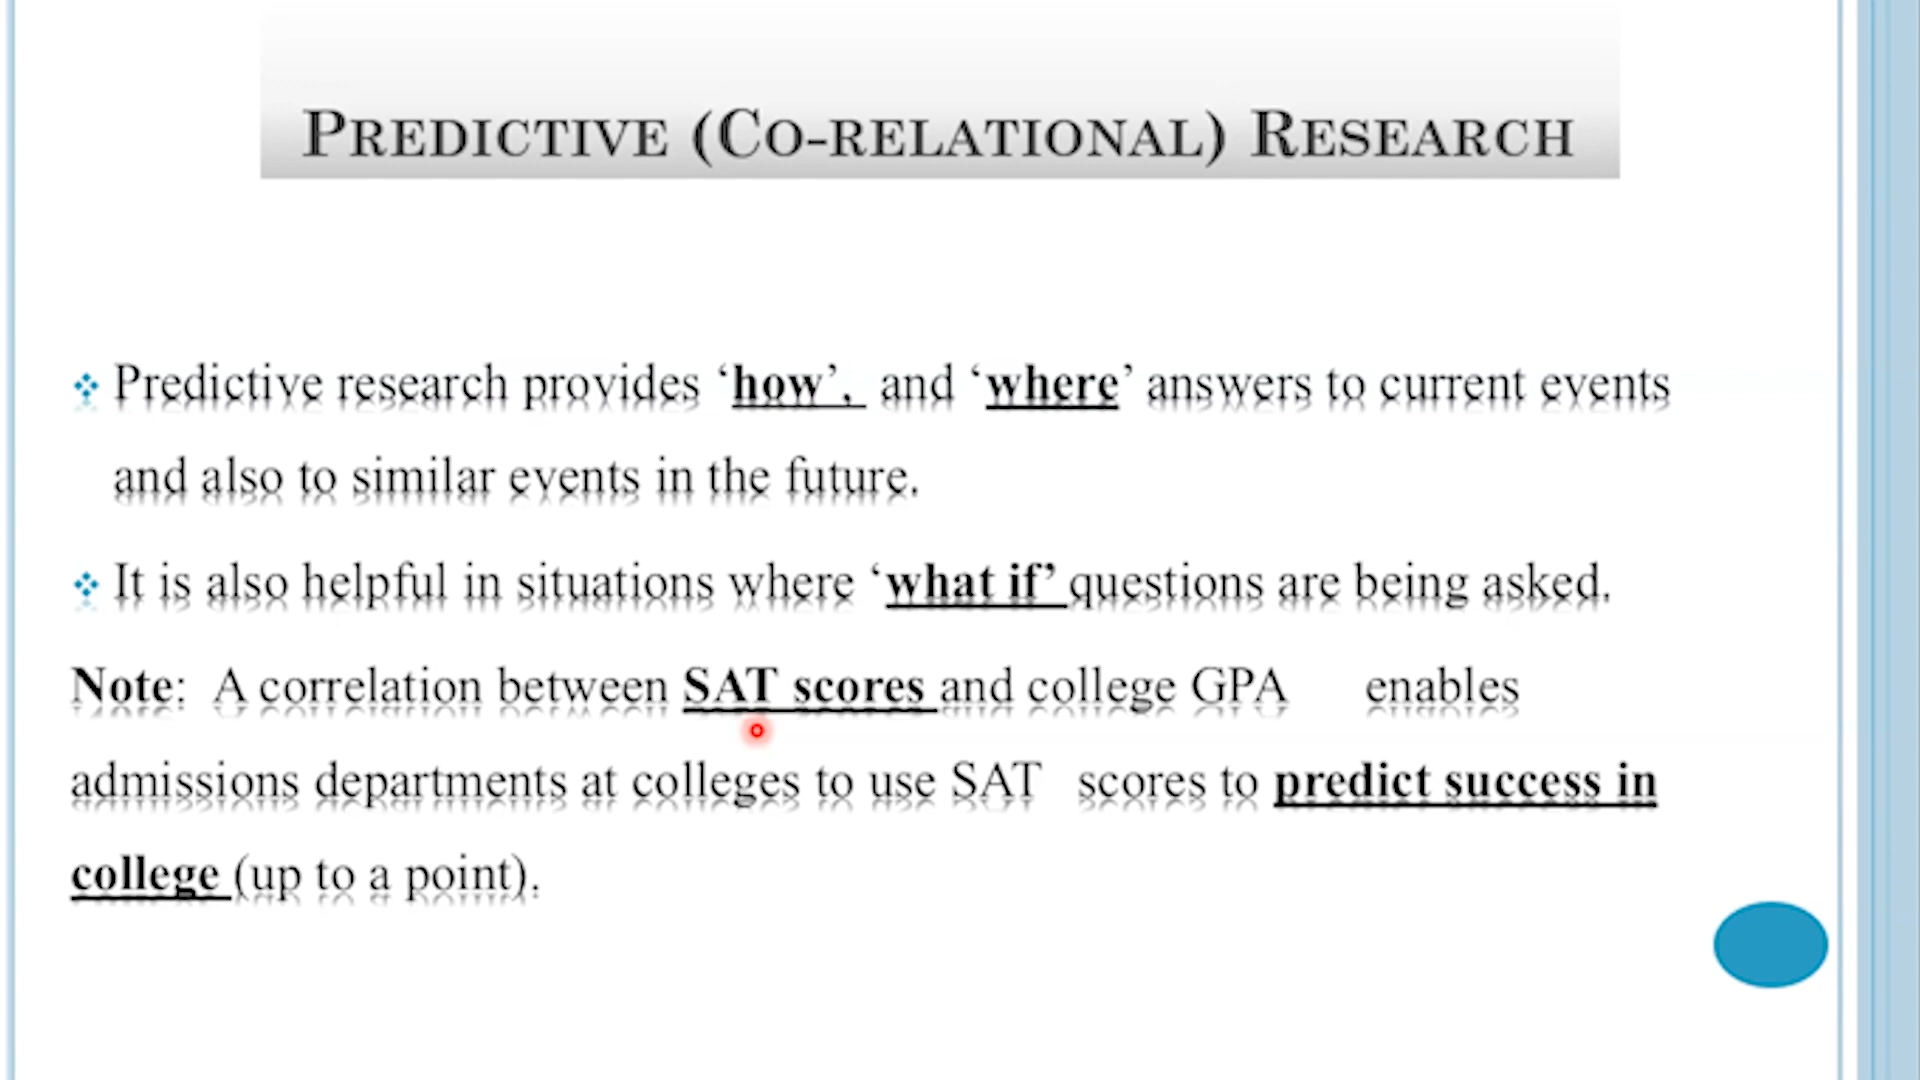 PREDICTIVE (CO-RELATIONAL) RESEARCH
❖ Predictive research provides ‘how’, and ‘where’ answers to current events
and also to similar events in the future.
❖ It is also helpful in situations where ‘what if’ questions are being asked.
Note: A correlation between SAT scores and college GPA enables
admissions departments at colleges to use SAT scores to predict success in
college (up to a point).